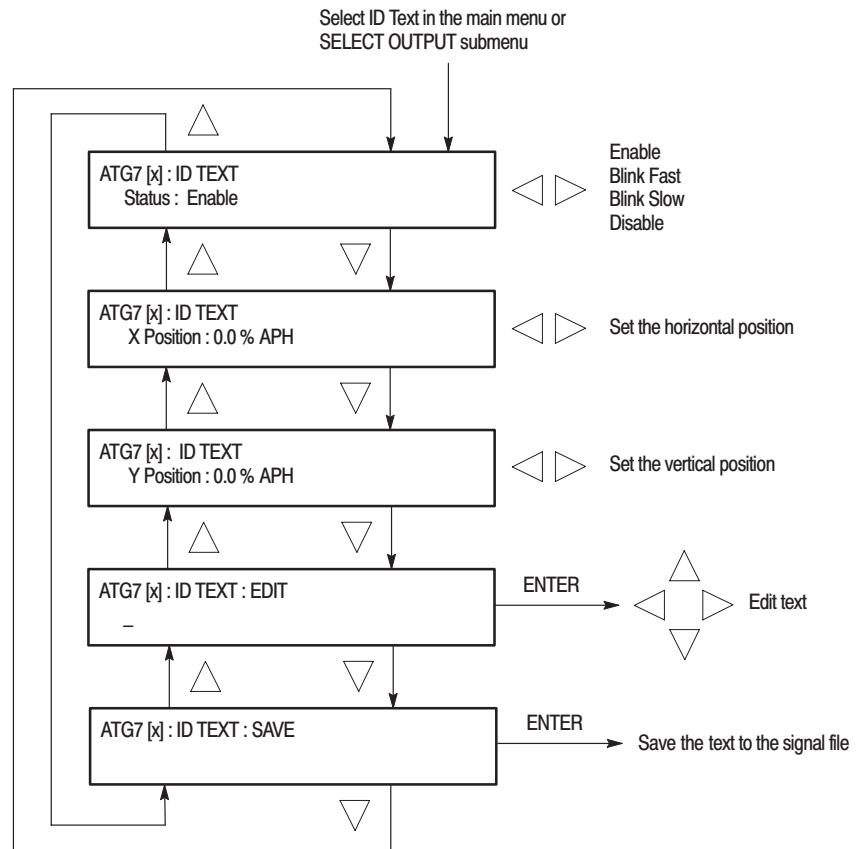 Select ID Text in the main menu or
SELECT OUTPUT submenu
ATG7 [x] : ID TEXT
Status : Enable
Enable
Blink Fast
Blink Slow
Disable
ATG7 [x] : ID TEXT
X Position : 0.0 % APH
Set the horizontal position
ATG7 [x] : ID TEXT
Y Position : 0.0 % APH
Set the vertical position
ATG7 [x] : ID TEXT : EDIT
_
ENTER
Edit text
ATG7 [x] : ID TEXT : SAVE
ENTER
Save the text to the signal file